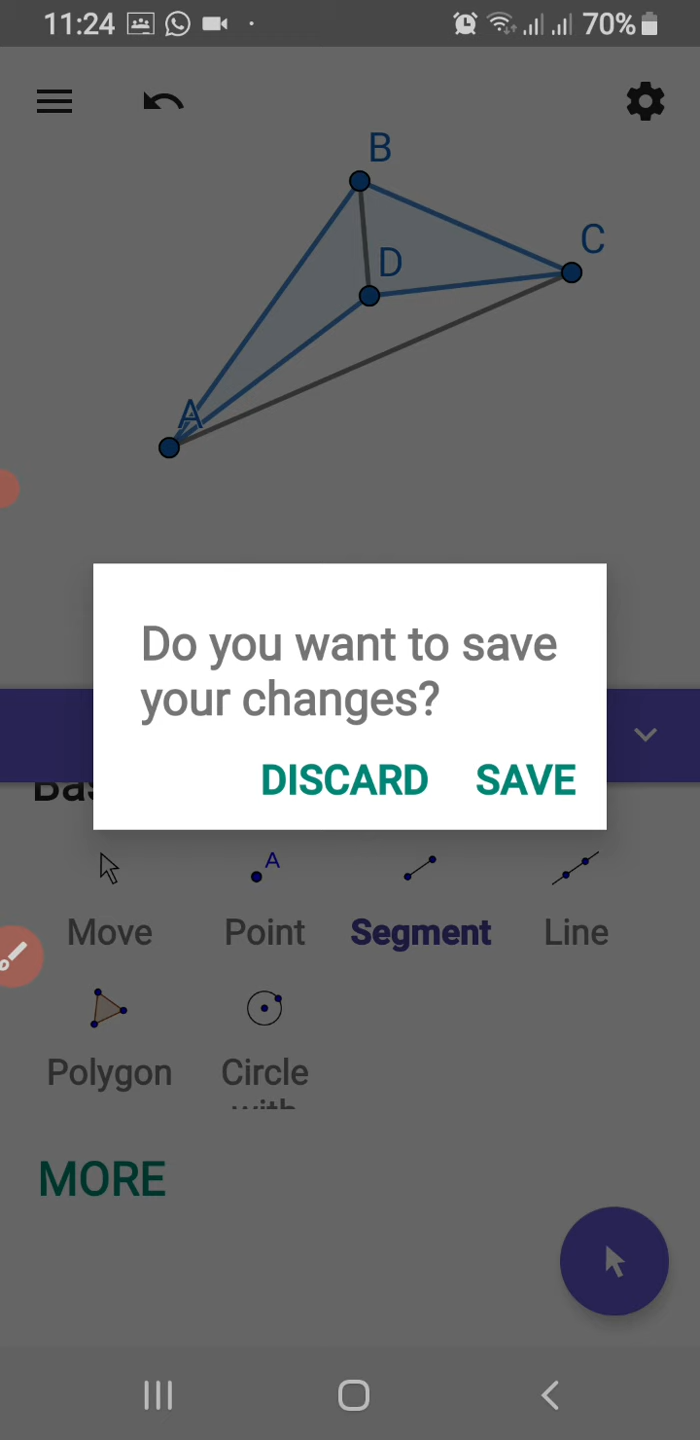 11:24 70%
B
C
D
A
Do you want to save
your changes?
DISCARD SAVE
Move Point Segment Line
Polygon Circle
with
MORE